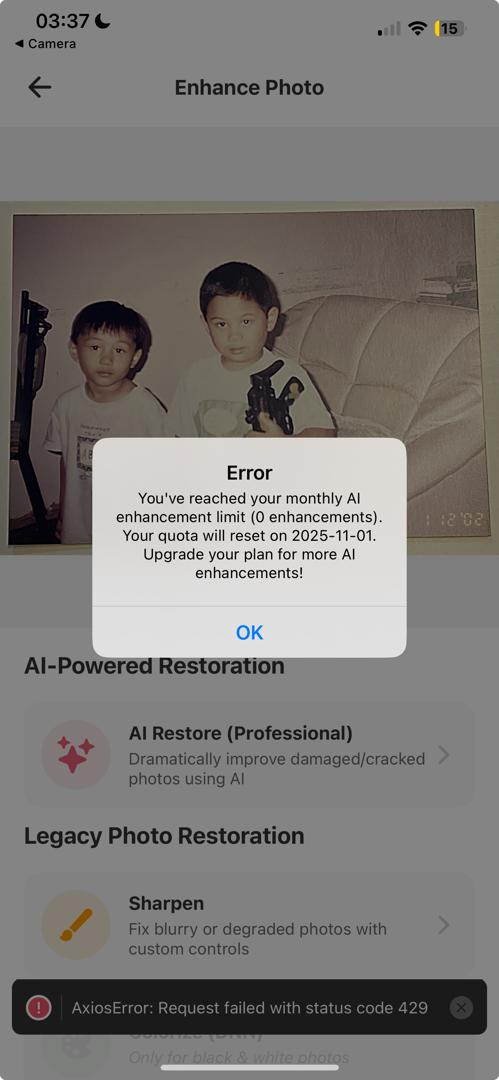 03:37
15
◀ Camera
Enhance Photo
1 12 '02
Error
You've reached your monthly AI
enhancement limit (0 enhancements).
Your quota will reset on 2025-11-01.
Upgrade your plan for more AI
enhancements!
OK
AI-Powered Restoration
AI Restore (Professional)
Dramatically improve damaged/cracked
photos using AI
Legacy Photo Restoration
Sharpen
Fix blurry or degraded photos with
custom controls
AxiosError: Request failed with status code 429
Colorize (DNN)
Only for black & white photos